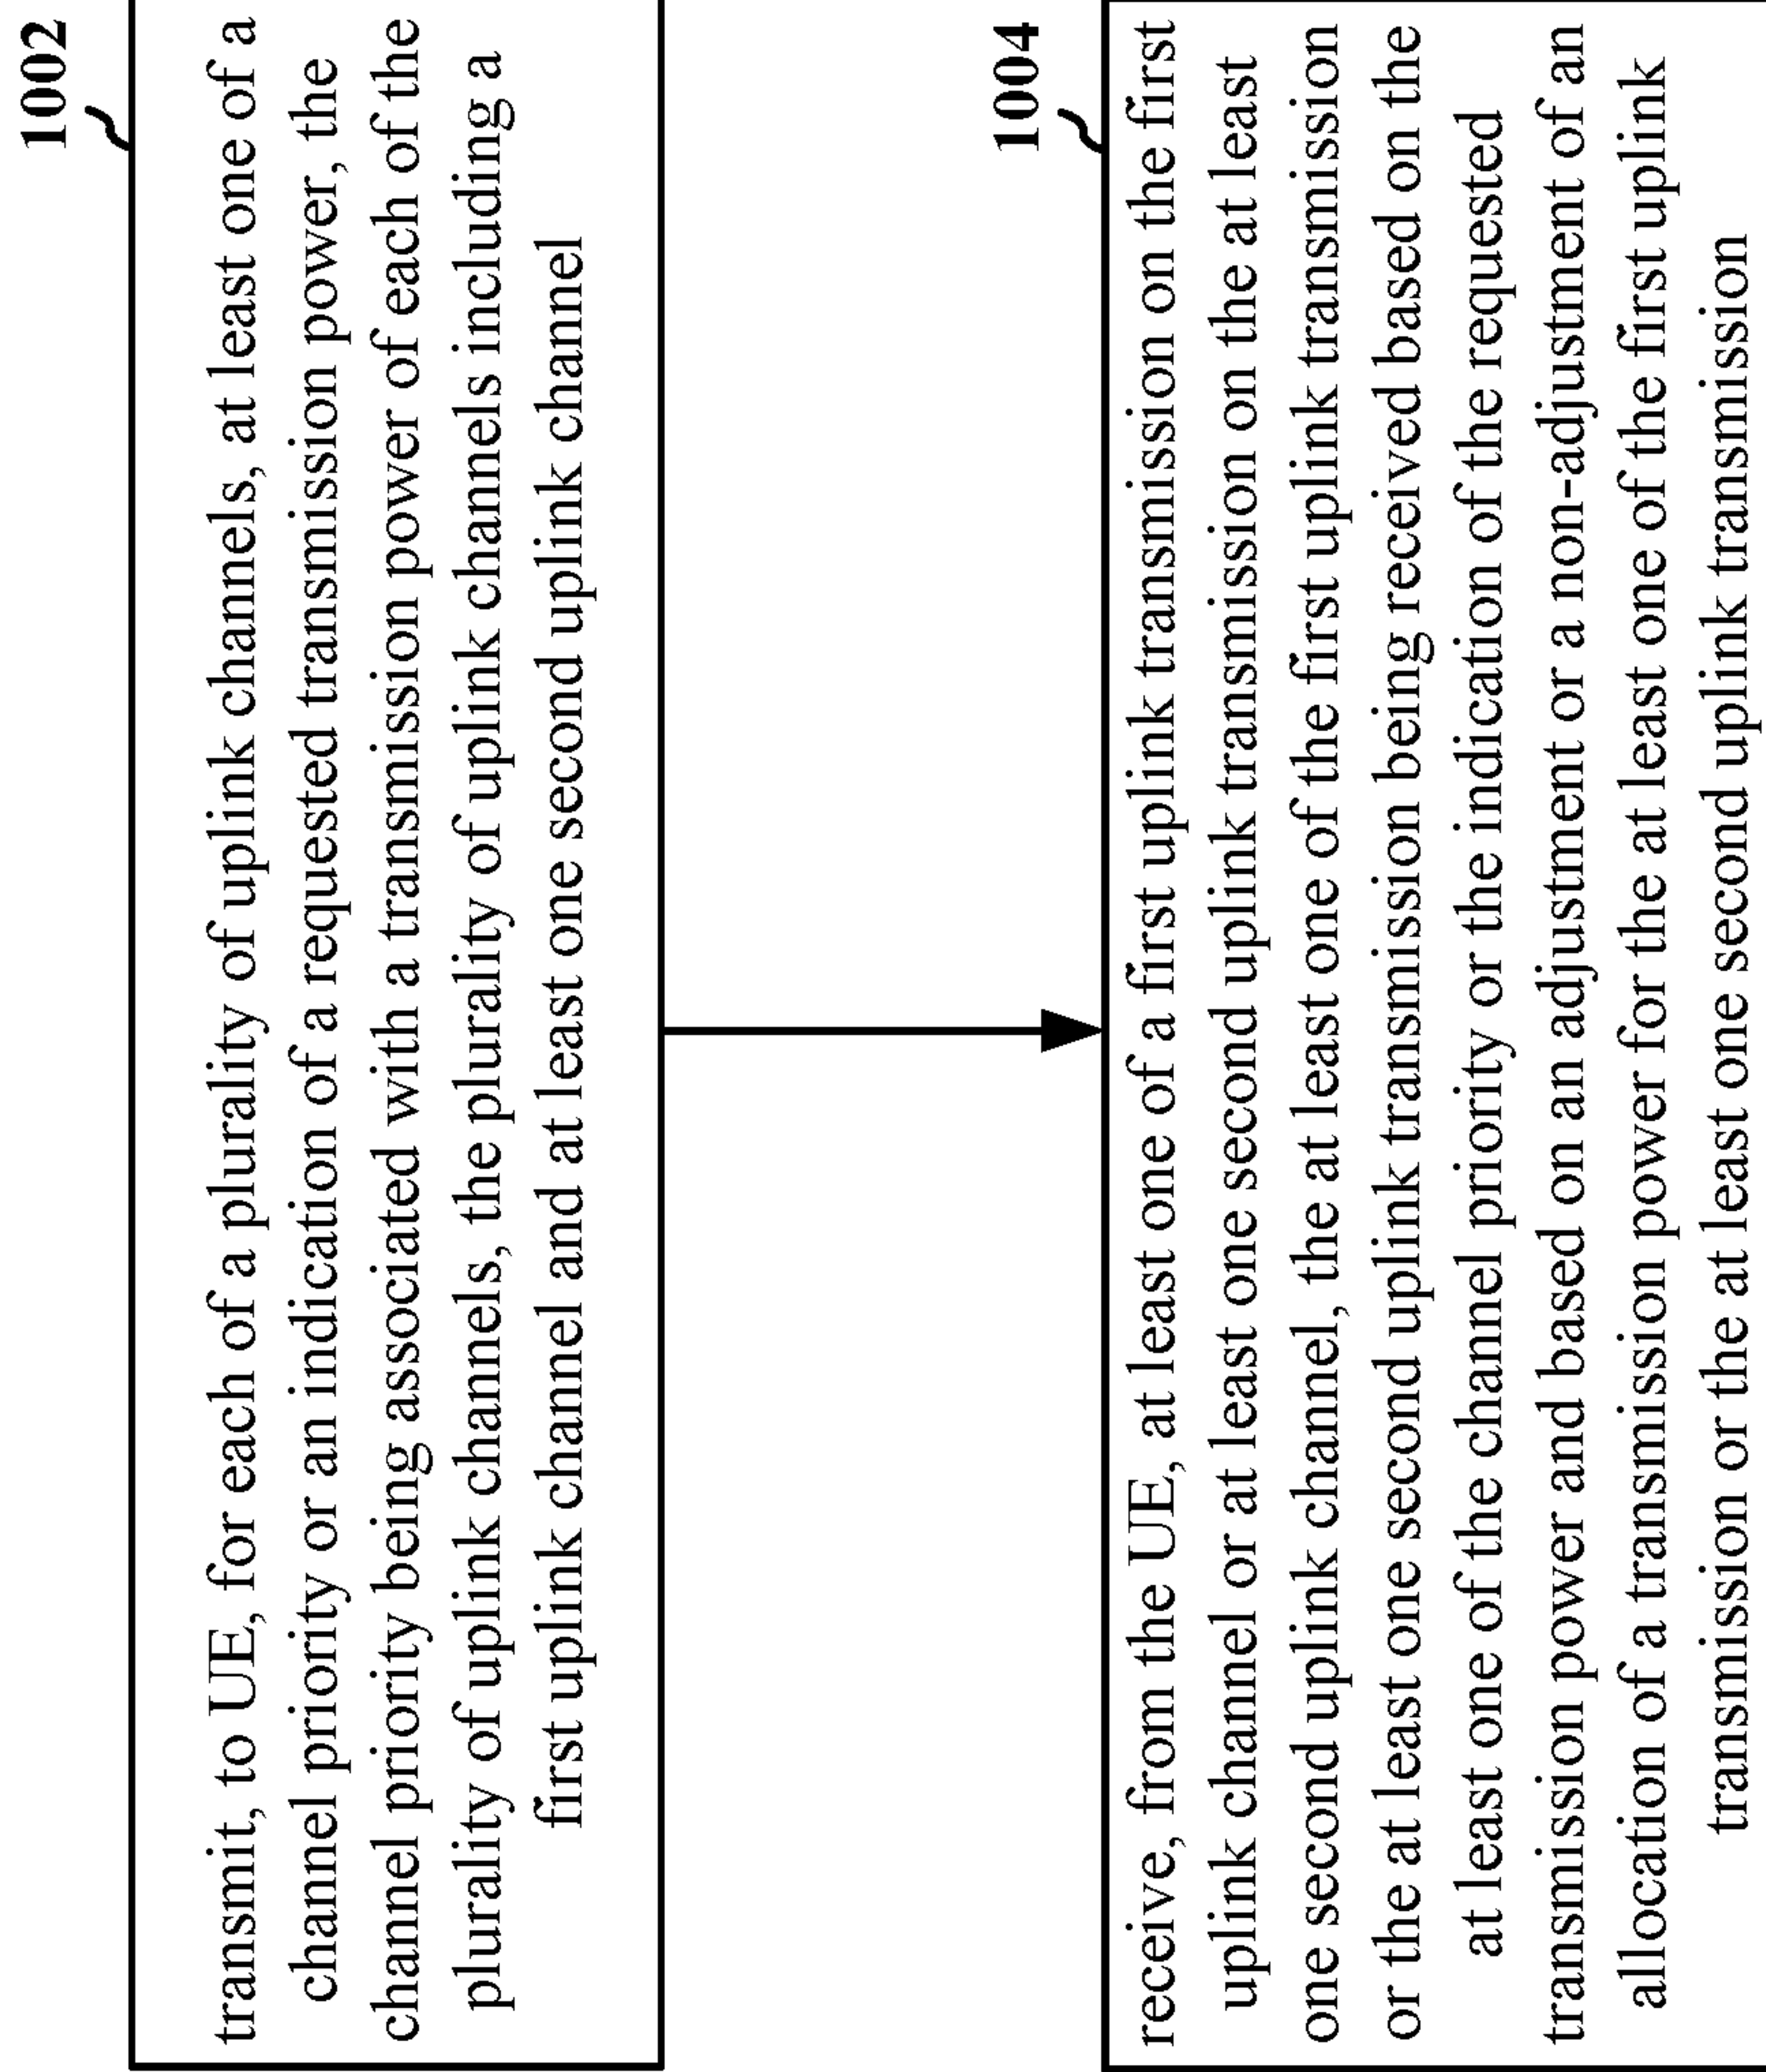 1002
transmit, to UE, for each of a plurality of uplink channels, at least one of a
channel priority or an indication of a requested transmission power, the
channel priority being associated with a transmission power of each of the
plurality of uplink channels, the plurality of uplink channels including a
first uplink channel and at least one second uplink channel
1004
receive, from the UE, at least one of a first uplink transmission on the first
uplink channel or at least one second uplink transmission on the at least
one second uplink channel, the at least one of the first uplink transmission
or the at least one second uplink transmission being received based on the
at least one of the channel priority or the indication of the requested
transmission power and based on an adjustment or a non-adjustment of an
allocation of a transmission power for the at least one of the first uplink
transmission or the at least one second uplink transmission